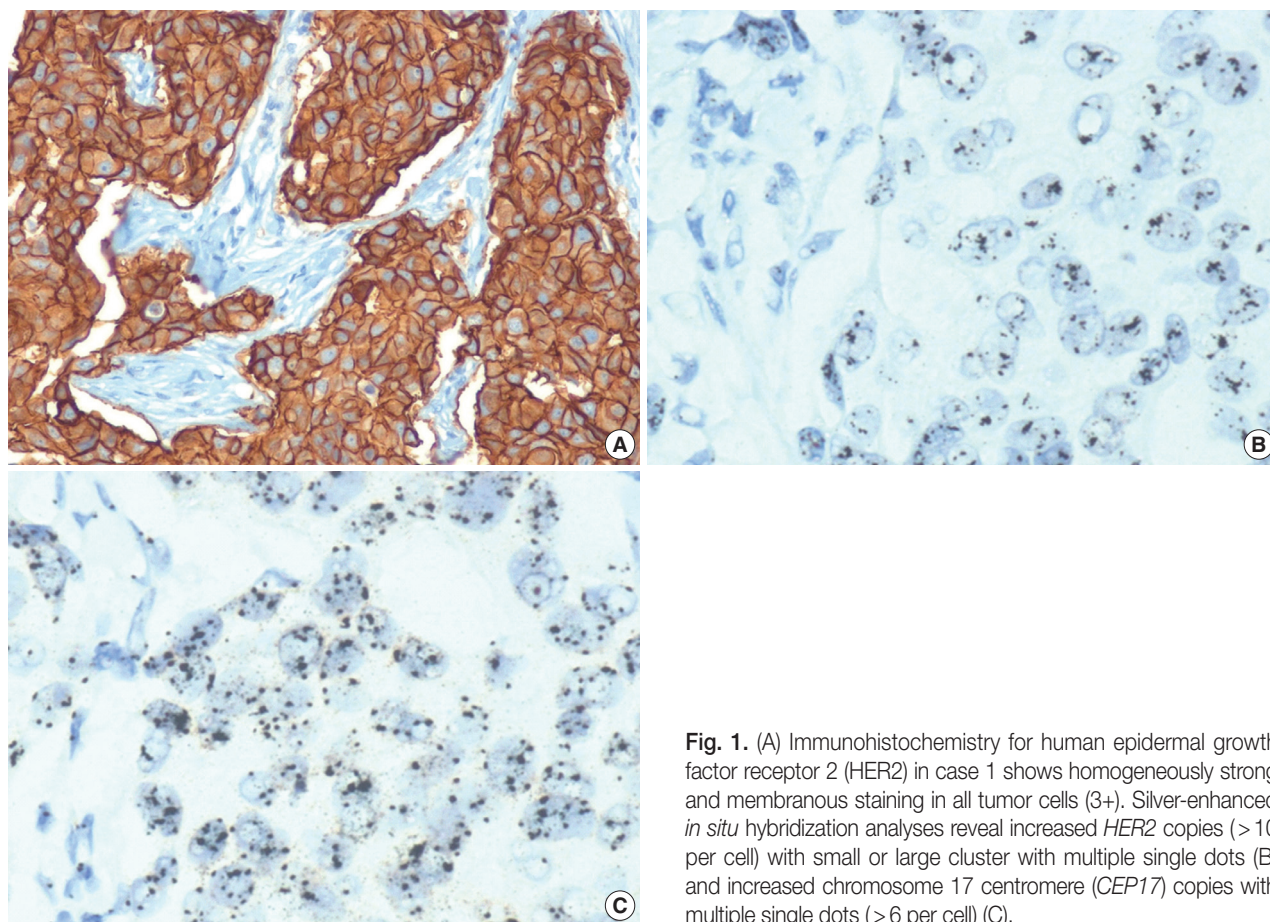 A
B
C
Fig. 1. (A) Immunohistochemistry for human epidermal growth
factor receptor 2 (HER2) in case 1 shows homogeneously strong
and membranous staining in all tumor cells (3+). Silver-enhanced
in situ hybridization analyses reveal increased HER2 copies (>10
per cell) with small or large cluster with multiple single dots (B)
and increased chromosome 17 centromere (CEP17) copies with
multiple single dots (>6 per cell) (C).